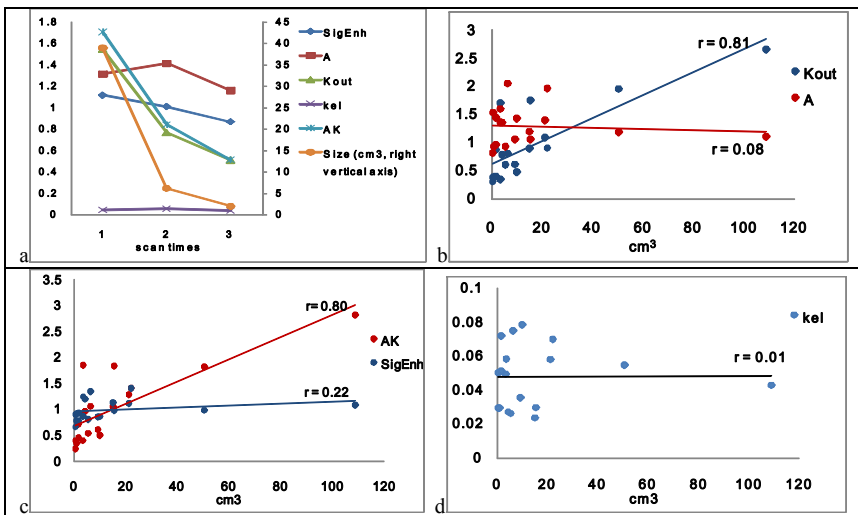 1.8
1.6
1.4
1.2
1
0.8
0.6
0.4
0.2
0
45
40
35
30
25
20
15
10
5
0
1 2 3
scan times
SigEnh
A
Kout
kel
AK
Size (cm3, right
vertical axis)
a
3
2.5
2
1.5
1
0.5
0
r = 0.81
r = 0.08
Kout
A
0 20 40 60 80 100 120
cm3
b
3.5
3
2.5
2
1.5
1
0.5
0
r= 0.80
r= 0.22
AK
SigEnh
0 20 40 60 80 100 120
cm3
c
0.1
0.08
0.06
0.04
0.02
0
kel
r = 0.01
0 20 40 60 80 100 120
cm3
d